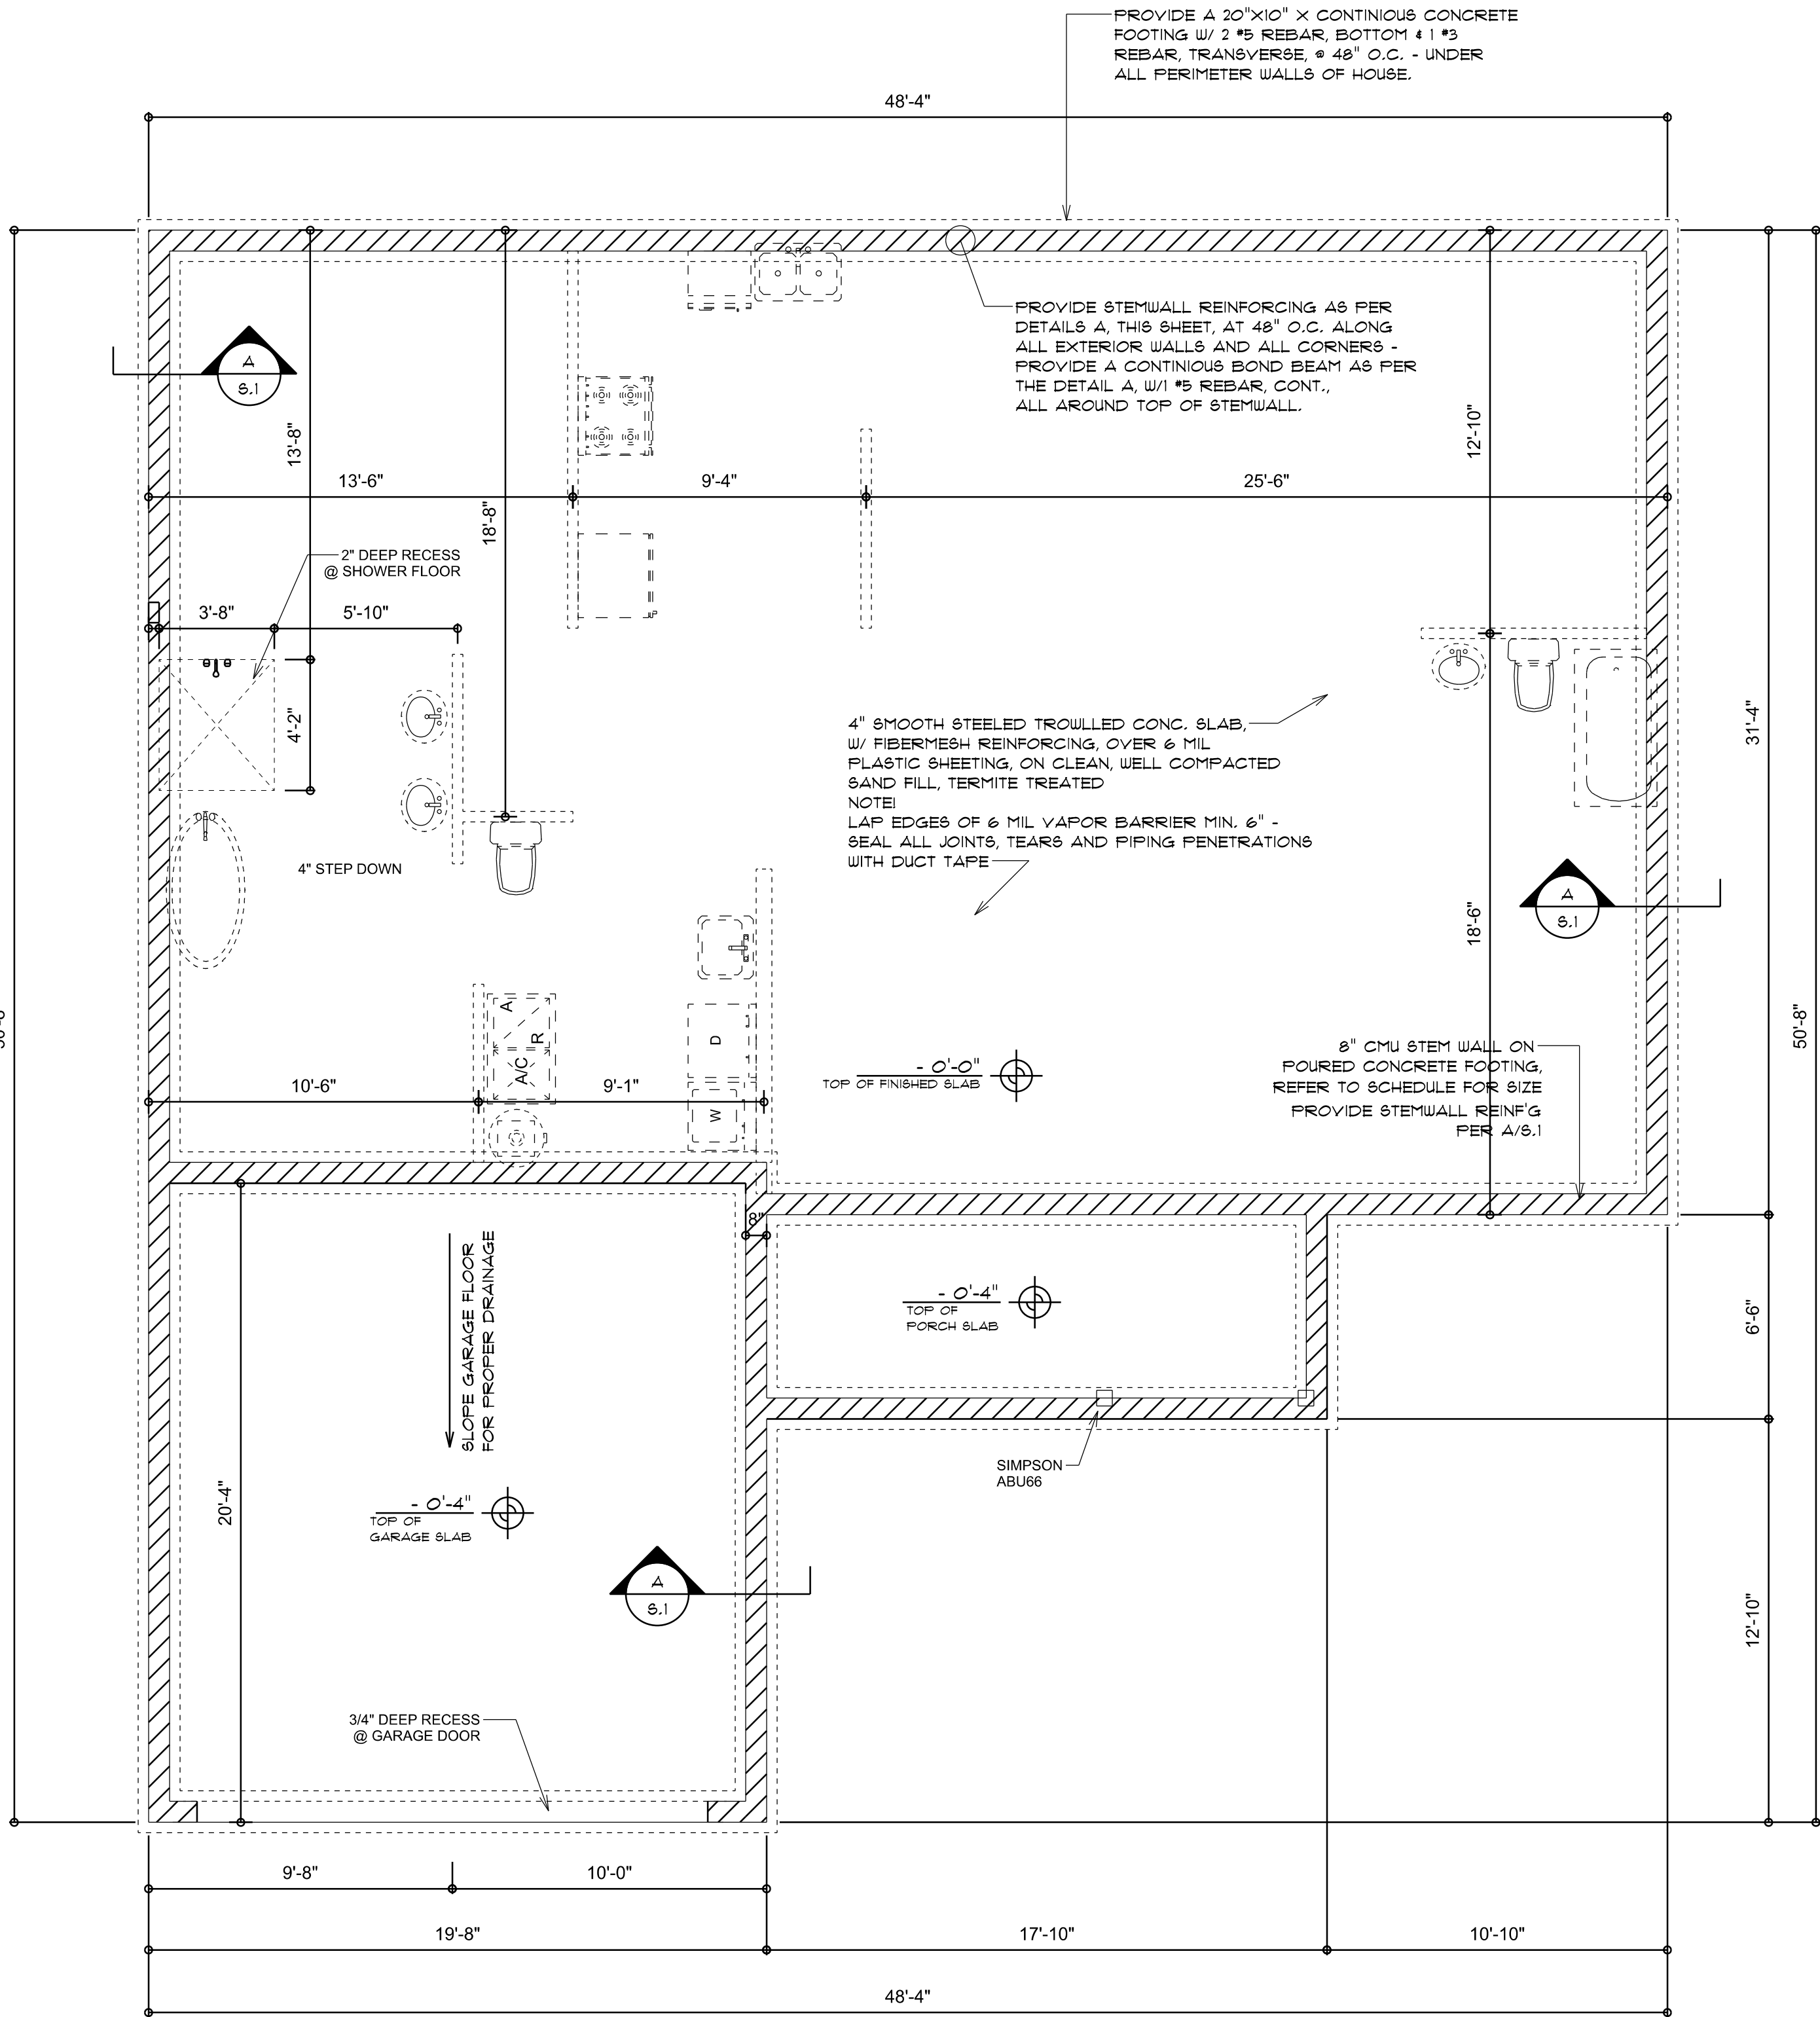 PROVIDE A 20"X10" X CONTINIOUS CONCRETE
FOOTING W/ 2 #5 REBAR, BOTTOM & 1 #3
REBAR, TRANSVERSE, @ 48" O.C. - UNDER
ALL PERIMETER WALLS OF HOUSE.
48'-4"
PROVIDE STEMWALL REINFORCING AS PER
DETAILS A, THIS SHEET, AT 48" O.C. ALONG
ALL EXTERIOR WALLS AND ALL CORNERS -
PROVIDE A CONTINIOUS BOND BEAM AS PER
THE DETAIL A, W/1 #5 REBAR, CONT.,
ALL AROUND TOP OF STEMWALL.
A
S.1
13'-8"
18'-8"
12'-10"
13'-6"
9'-4"
25'-6"
2" DEEP RECESS
@ SHOWER FLOOR
3'-8"
5'-10"
4'-2"
31'-4"
4" SMOOTH STEELED TROWLLED CONC. SLAB,
W/ FIBERMESH REINFORCING, OVER 6 MIL
PLASTIC SHEETING, ON CLEAN, WELL COMPACTED
SAND FILL, TERMITE TREATED
NOTE!
LAP EDGES OF 6 MIL VAPOR BARRIER MIN. 6" -
SEAL ALL JOINTS, TEARS AND PIPING PENETRATIONS
WITH DUCT TAPE
4" STEP DOWN
A
S.1
18'-6"
50'-8"
A
R
A/C
D
W
10'-6"
9'-1"
- 0'-0"
TOP OF FINISHED SLAB
8" CMU STEM WALL ON
POURED CONCRETE FOOTING,
REFER TO SCHEDULE FOR SIZE
PROVIDE STEMWALL REINF'G
PER A/S.1
8"
SLOPE GARAGE FLOOR
FOR PROPER DRAINAGE
- 0'-4"
TOP OF
PORCH SLAB
6'-6"
SIMPSON
ABU66
20'-4"
- 0'-4"
TOP OF
GARAGE SLAB
A
S.1
12'-10"
3/4" DEEP RECESS
@ GARAGE DOOR
9'-8"
10'-0"
19'-8"
17'-10"
10'-10"
48'-4"